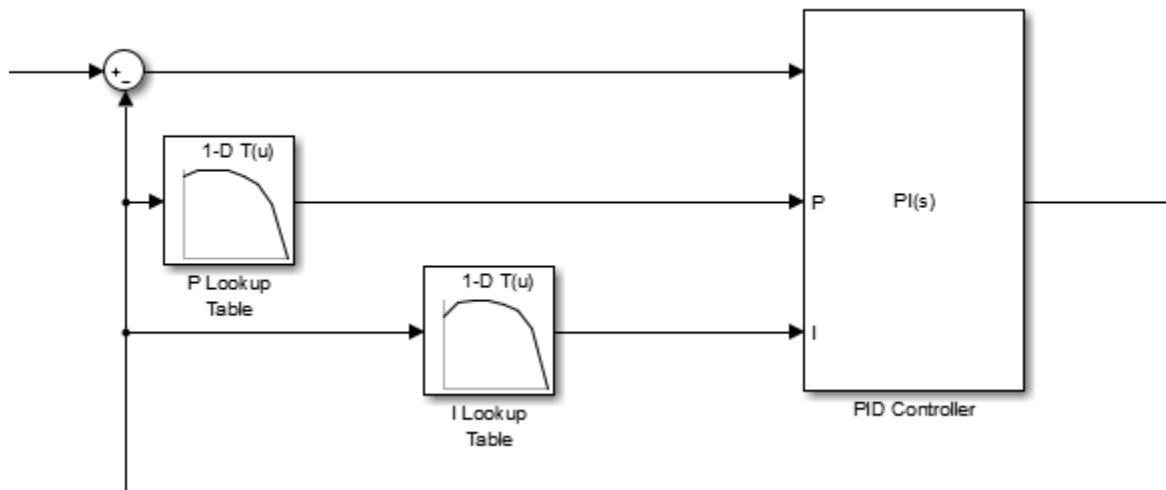 +
-
1-D T(u)
P Lookup
Table
1-D T(u)
I Lookup
Table
P
PI(s)
I
PID Controller